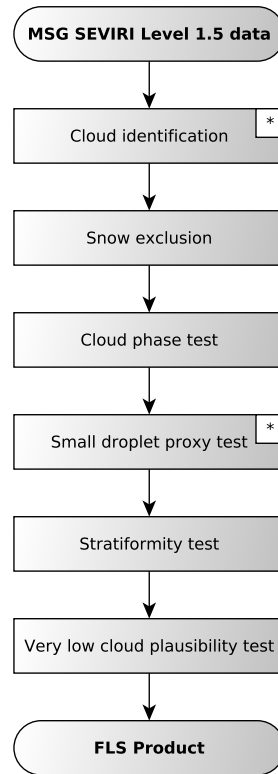 MSG SEVIRI Level 1.5 data
*
Cloud identification
Snow exclusion
Cloud phase test
*
Small droplet proxy test
Stratiformity test
Very low cloud plausibility test
FLS Product